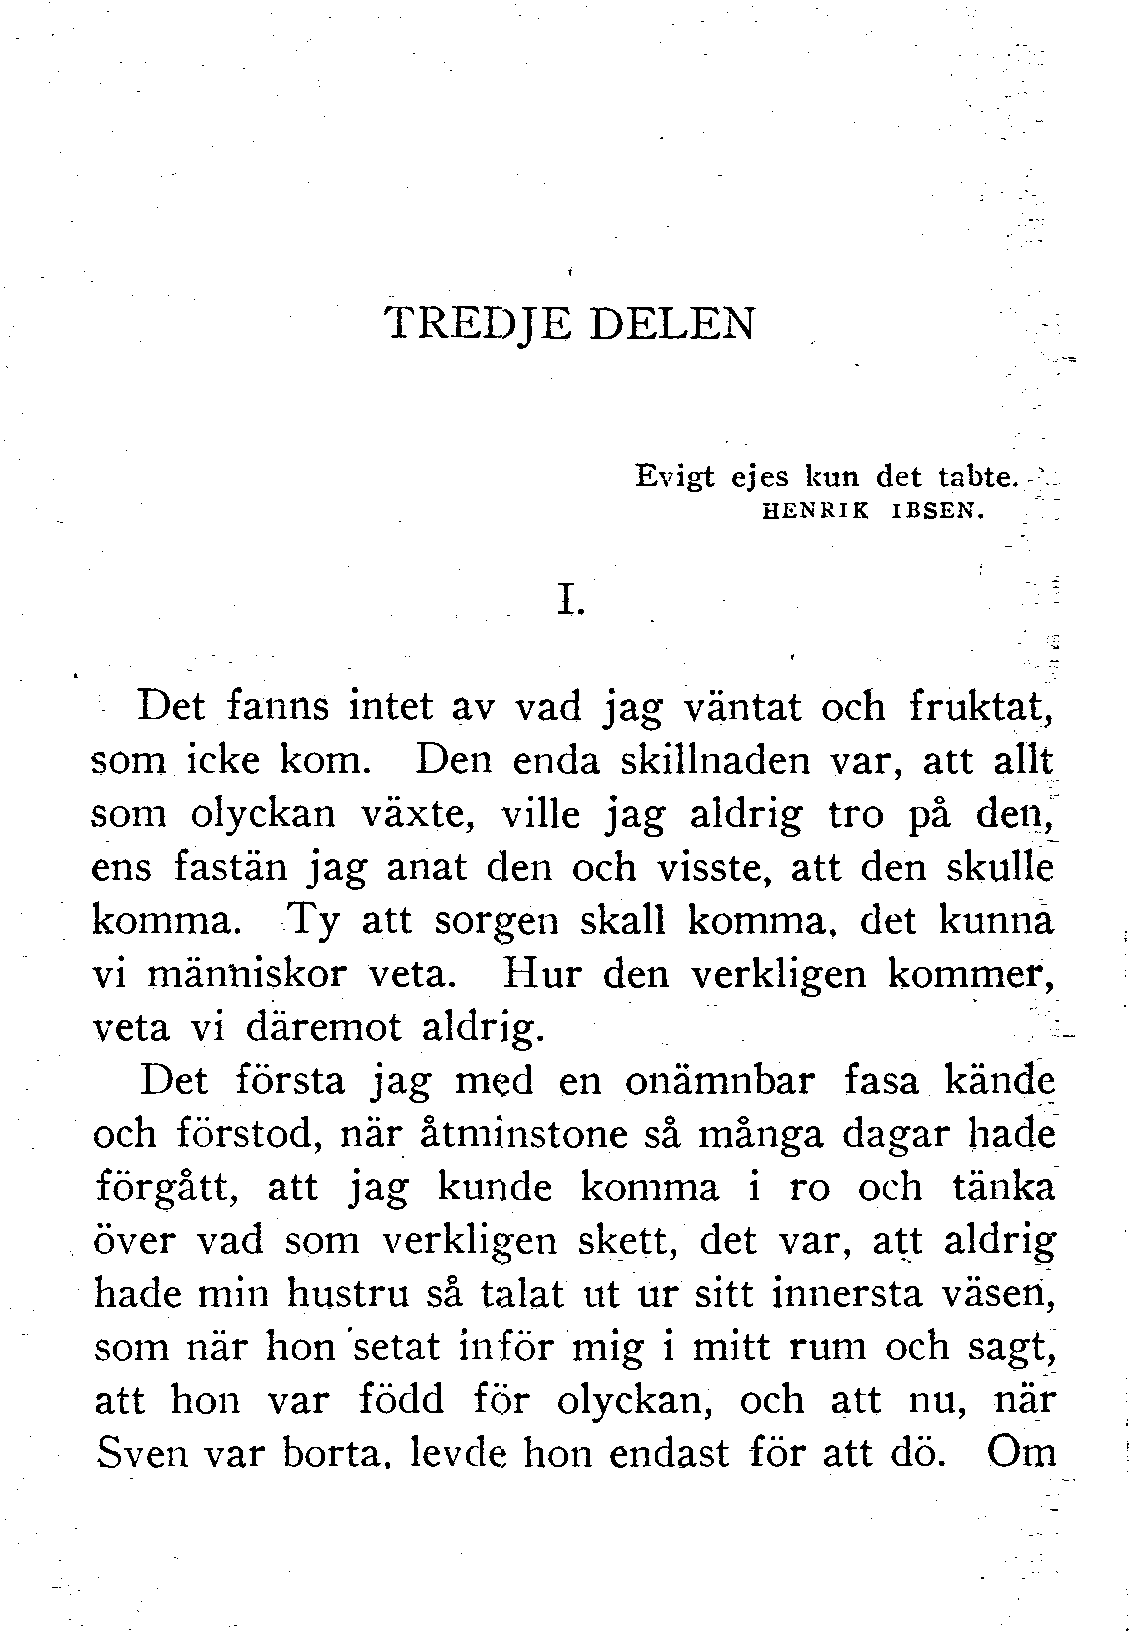 TREDJE DELEN
Evigt ejes kun det tabte.
HENRIK IBSEN.
I.
Det fanns intet av vad jag väntat och fruktat,
som icke kom. Den enda skillnaden var, att allt
som olyckan växte, ville jag aldrig tro på den,
ens fastän jag anat den och visste, att den skulle
komma. Ty att sorgen skall komma, det kunna
vi människor veta. Hur den verkligen kommer,
veta vi däremot aldrig.
Det första jag med en onämnbar fasa kände
och förstod, när åtminstone så många dagar hade
förgått, att jag kunde komma i ro och tänka
över vad som verkligen skett, det var, att aldrig
hade min hustru så talat ut ur sitt innersta väsen,
som när hon setat inför mig i mitt rum och sagt,
att hon var född för olyckan, och att nu, när
Sven var borta, levde hon endast för att dö. Om